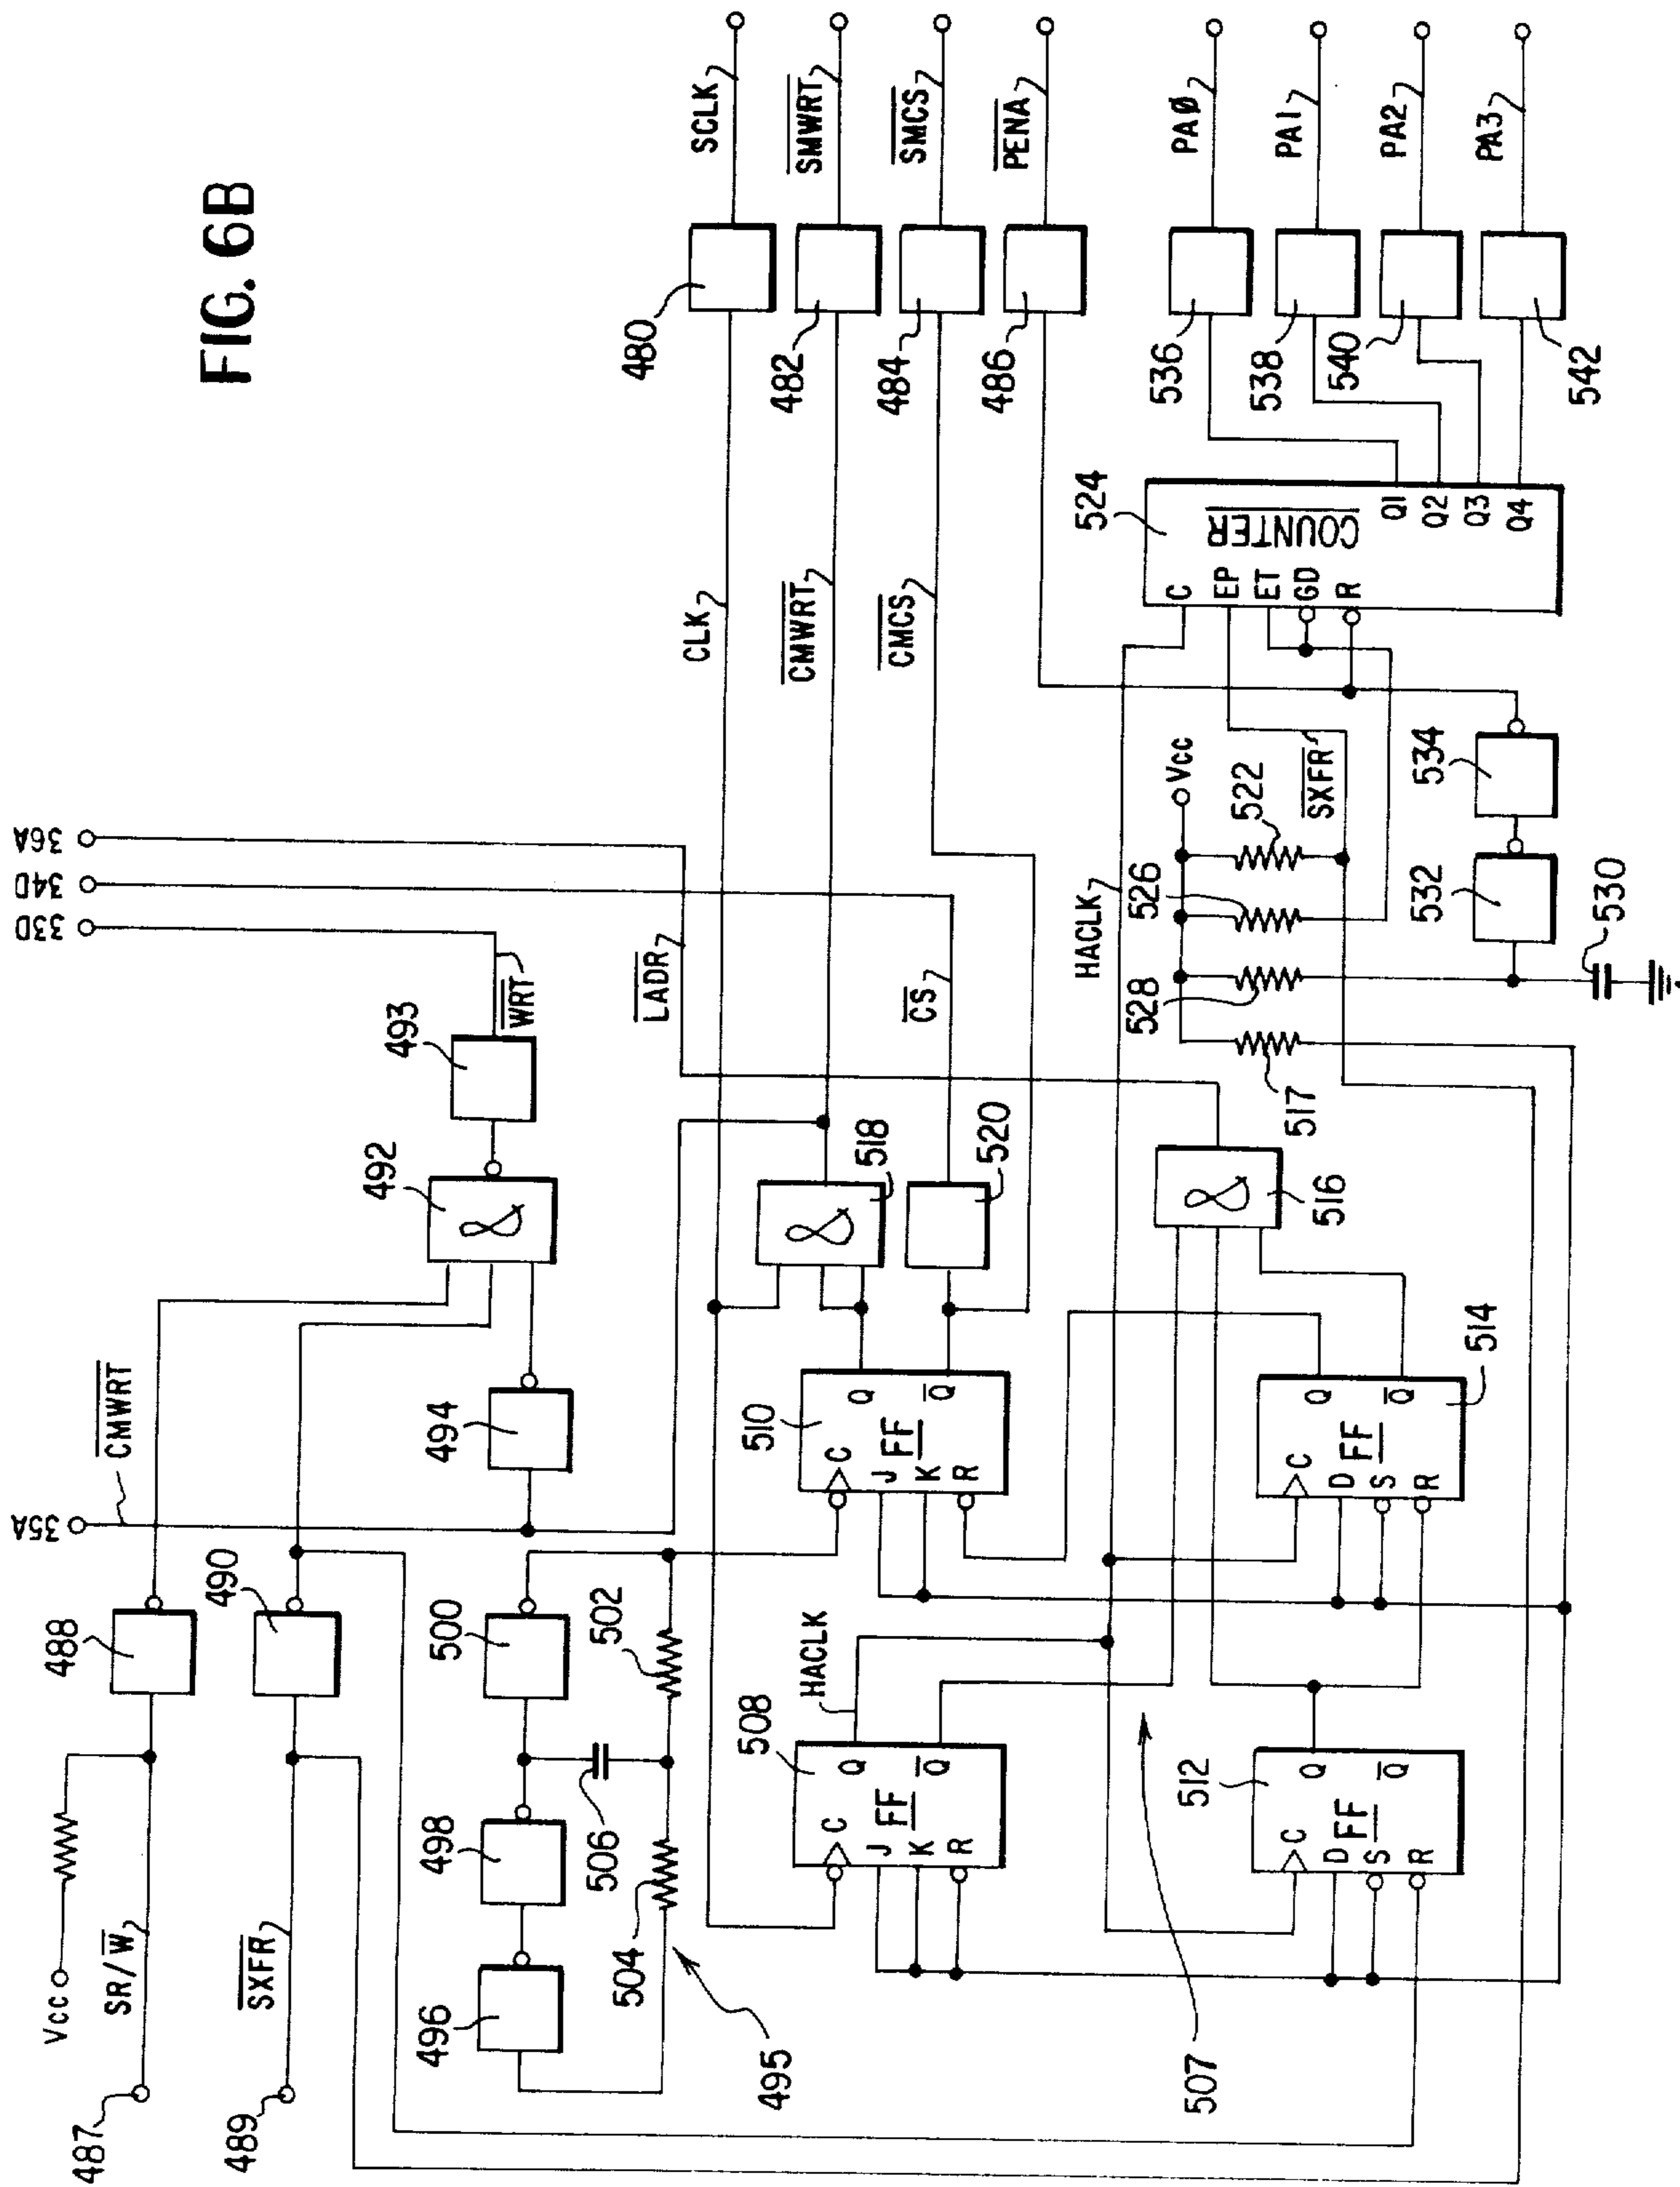 FIG. 6B
36A
34D
33D
35A
CMWRT
Vcc
487
SR/W
488
489
SXFR
490
492
493
WRT
494
LADR
CS
496
498
500
504
506
502
495
CLK
480
SCLK
CMWRT
482
SMWRT
CMCS
484
SMCS
486
PENA
508
C
J
K
R
FF
Q
Q
HACLK
510
C
J
K
R
FF
Q
Q
&
&
518
520
507
512
C
D
S
R
FF
Q
Q
514
C
D
S
R
FF
Q
Q
&
516
HACLK
Vcc
517
528
526
522
SXFR
530
532
534
524
COUNTER
C
EP
ET
GD
R
Q1
Q2
Q3
Q4
536
PAØ
538
PA1
540
PA2
542
PA3